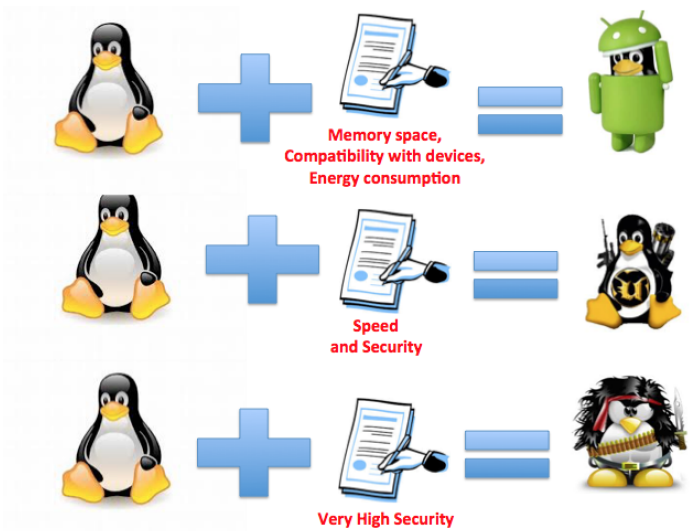 Memory space,
Compatibility with devices,
Energy consumption
Speed
and Security
Very High Security